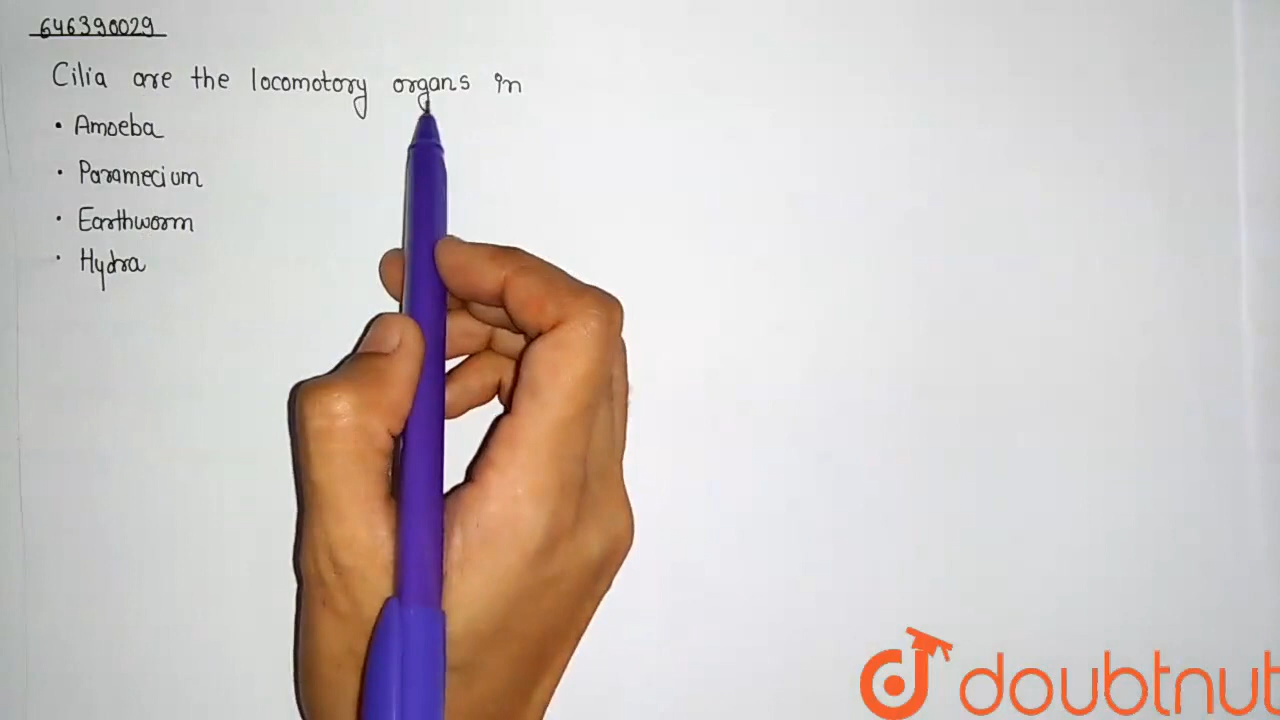 646390029
Cilia are the locomotory organs in
• Amoeba
• Paramecium
• Earthworm
• Hydra
doubtnut